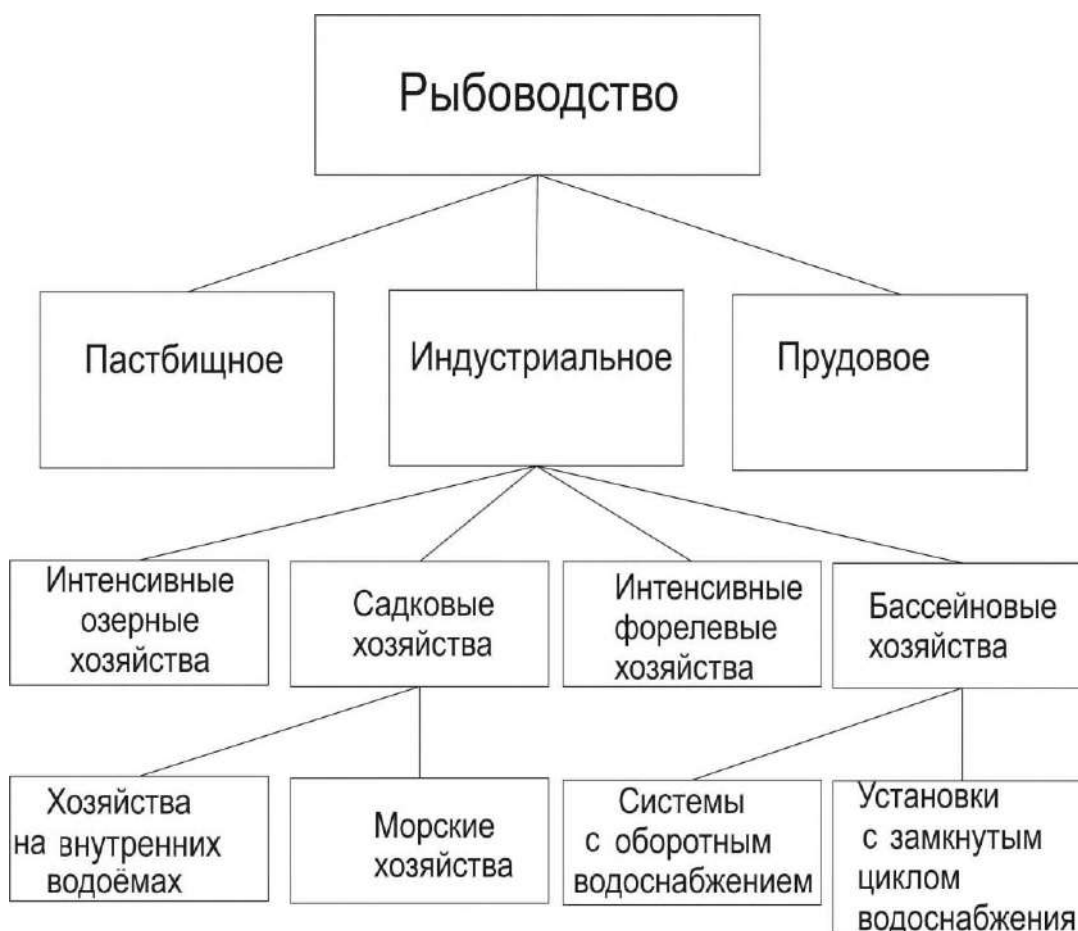 Рыбоводство
Пастбищное
Индустриальное
Прудовое
Интенсивные
озерные
хозяйства
Садковые
хозяйства
Интенсивные
форелевые
хозяйства
Бассейновые
хозяйства
Хозяйства
на внутренних
водоёмах
Морские
хозяйства
Системы
с оборотным
водоснабжением
Установки
с замкнутым
циклом
водоснабжения